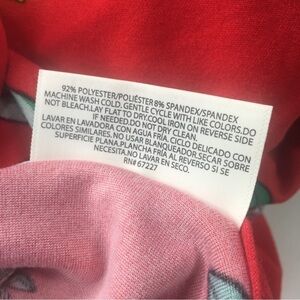 92% POLYESTER/POLIÉSTER 8% SPANDEX/SPANDEX
MACHINE WASH COLD. GENTLE CYCLE WITH LIKE COLORS.DO
NOT BLEACH.LAY FLAT TO DRY.COOL IRON ON REVERSE SIDE
IF NEEDED.DO NOT DRY CLEAN.
LAVAR EN LAVADORA CON AGUA FRÍA. CICLO DELICADO CON
COLORES SIMILARES.NO USAR BLANQUEADOR.SECAR SOBRE
SUPERFICIE PLANA.PLANCHA FRÍA AL REVERSO SI SE
NECESITA.NO LAVAR EN SECO.
RN# 67227